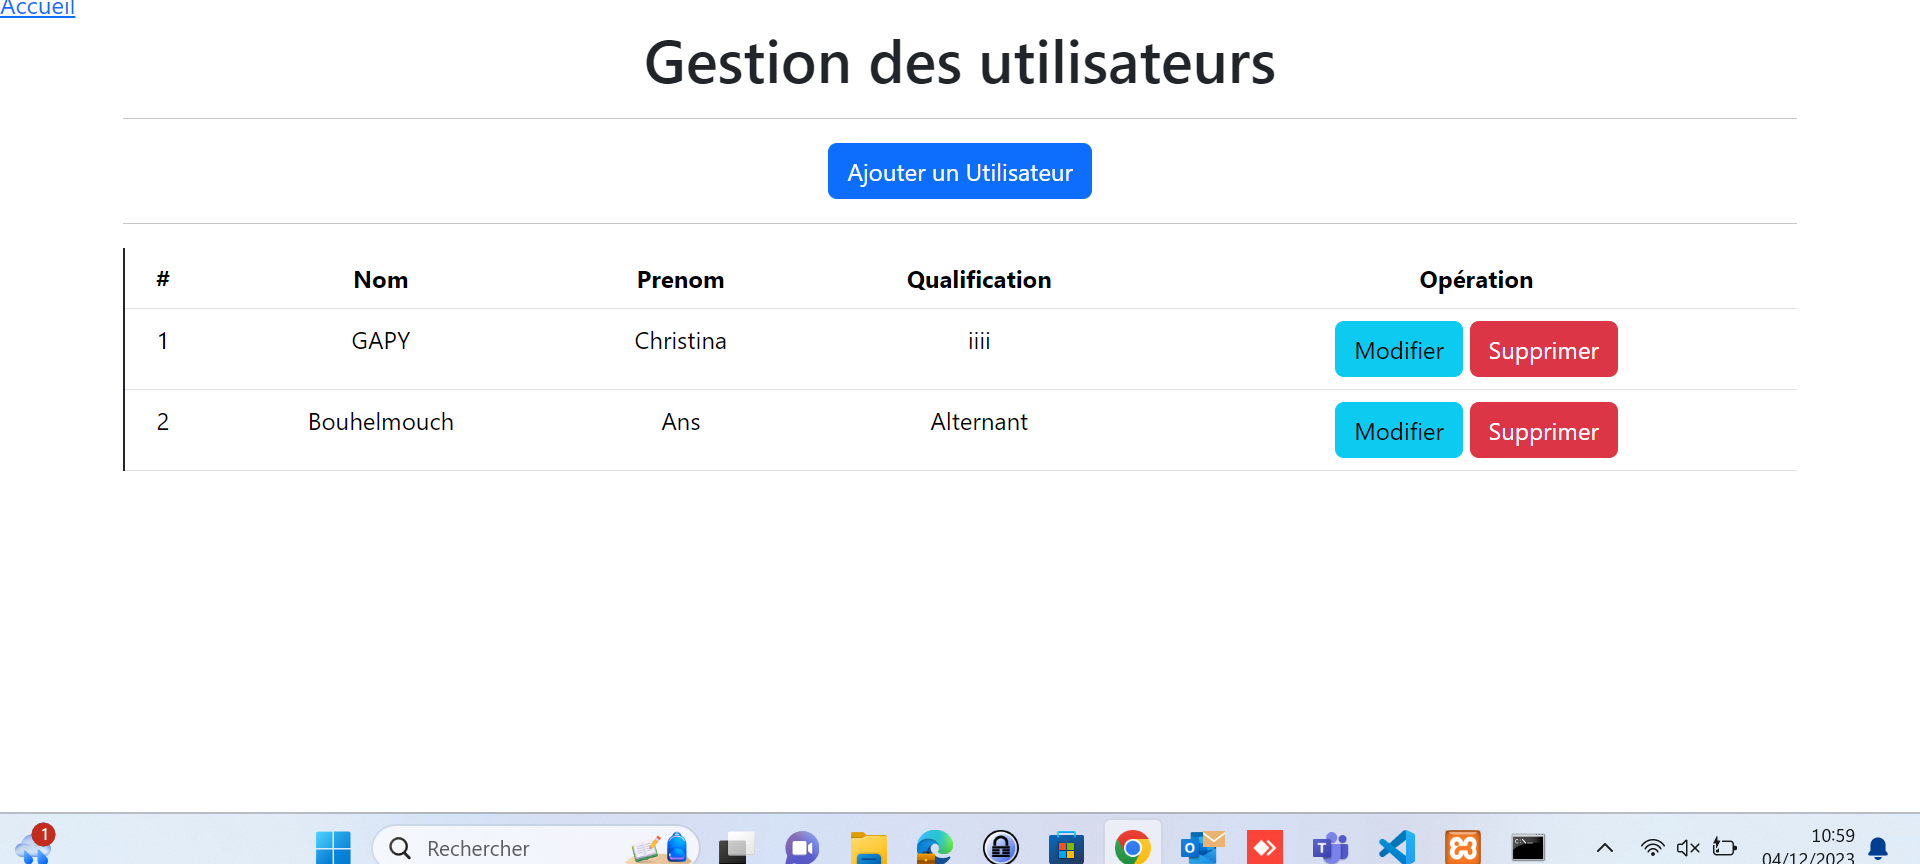 Accueil
Gestion des utilisateurs
Ajouter un Utilisateur
# Nom Prenom Qualification Opération
1 GAPY Christina iiii Modifier Supprimer
2 Bouhelmouch Ans Alternant Modifier Supprimer
1 Rechercher 10:59
04/12/2023